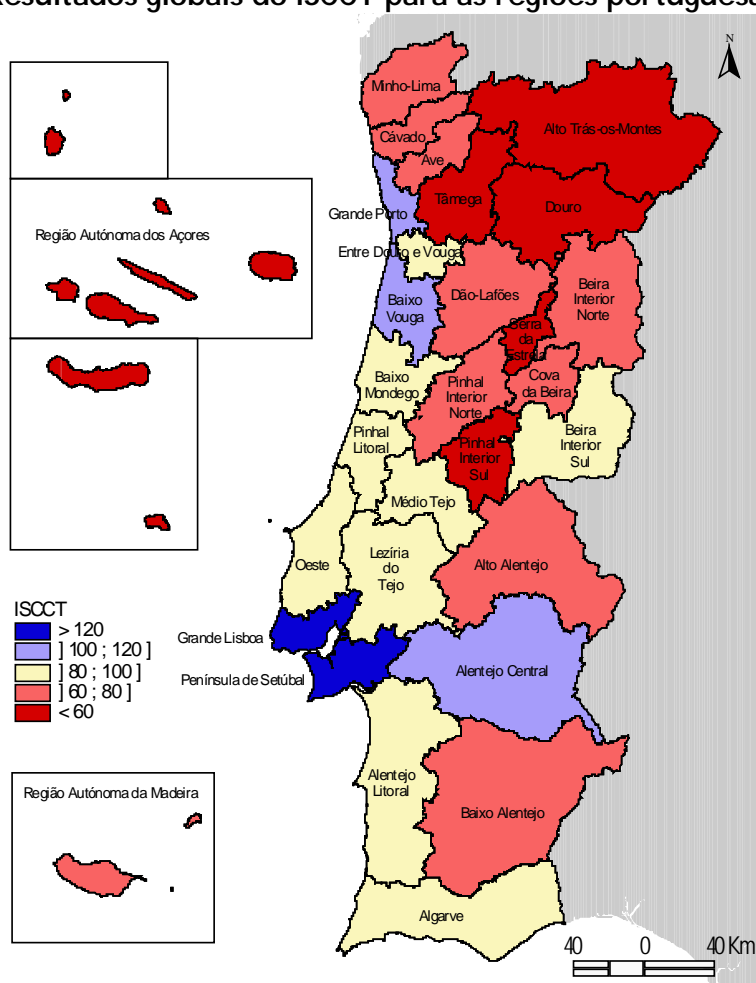 Resultados globais do ISCCT para as regiões portuguesas
N
Minho-Lima
Cávado
Ave
Alto Trás-os-Montes
Tâmega
Douro
Grande Porto
Região Autónoma dos Açores
Entre Douro e Vouga
Baixo
Vouga
Dão-Lafões
Beira
Interior
Norte
Serra
da
Estrela
Baixo
Mondego
Pinhal
Interior
Norte
Cova
da Beira
Pinhal
Litoral
Pinhal
Interior
Sul
Beira
Interior
Sul
Médio Tejo
Oeste
Lezíria
do
Tejo
Alto Alentejo
ISCCT
> 120
] 100 ; 120 ]
] 80 ; 100 ]
] 60 ; 80 ]
< 60
Grande Lisboa
Península de Setúbal
Alentejo Central
Região Autónoma da Madeira
Alentejo
Litoral
Baixo Alentejo
Algarve
40 0 40 Km